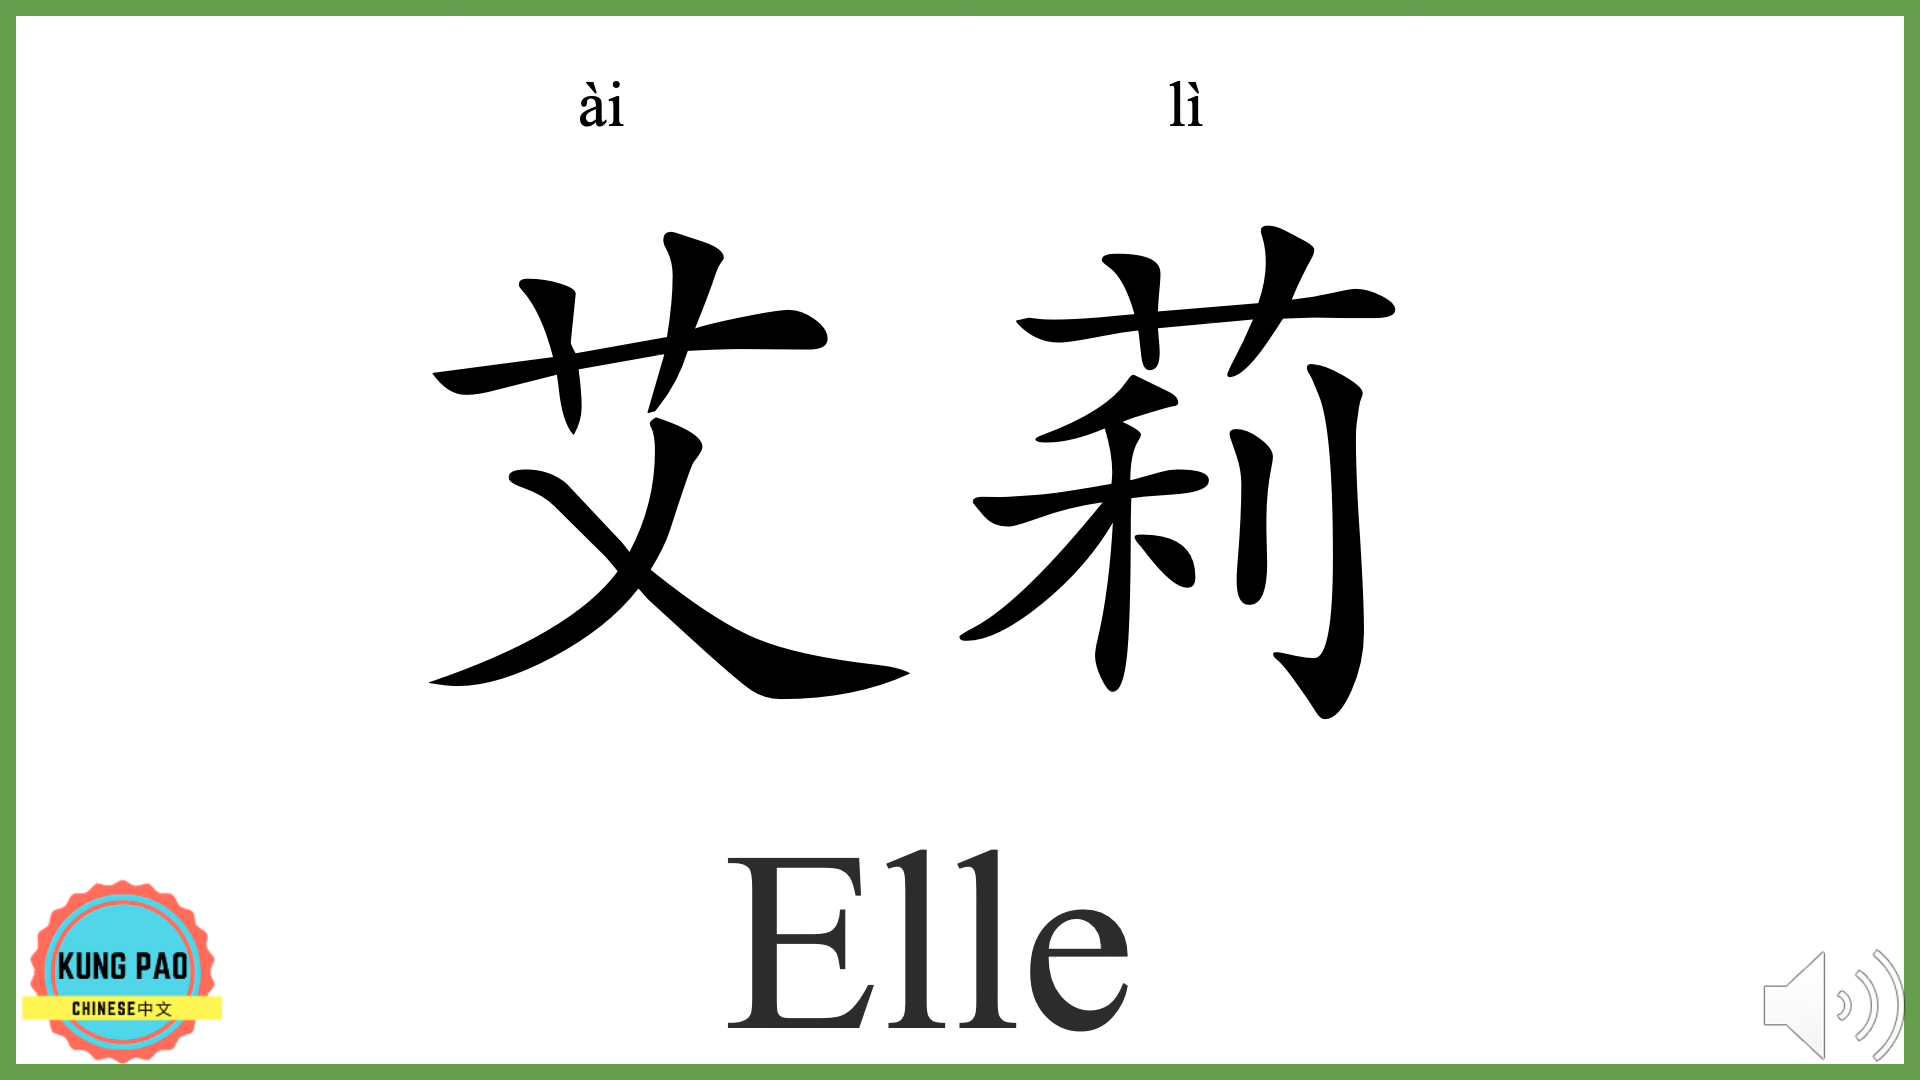 ài lì
艾莉
Elle
KUNG PAO
CHINESE中文